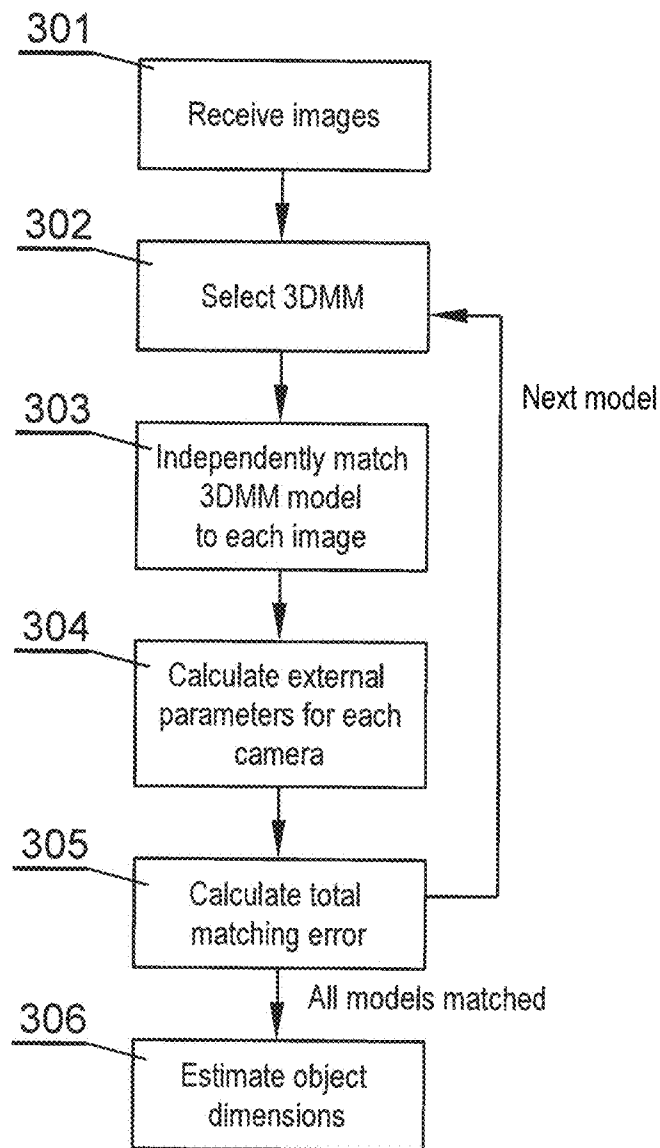 301
Receive images
302
Select 3DMM
Next model
303
Independently match
3DMM model
to each image
304
Calculate external
parameters for each
camera
305
Calculate total
matching error
All models matched
306
Estimate object
dimensions